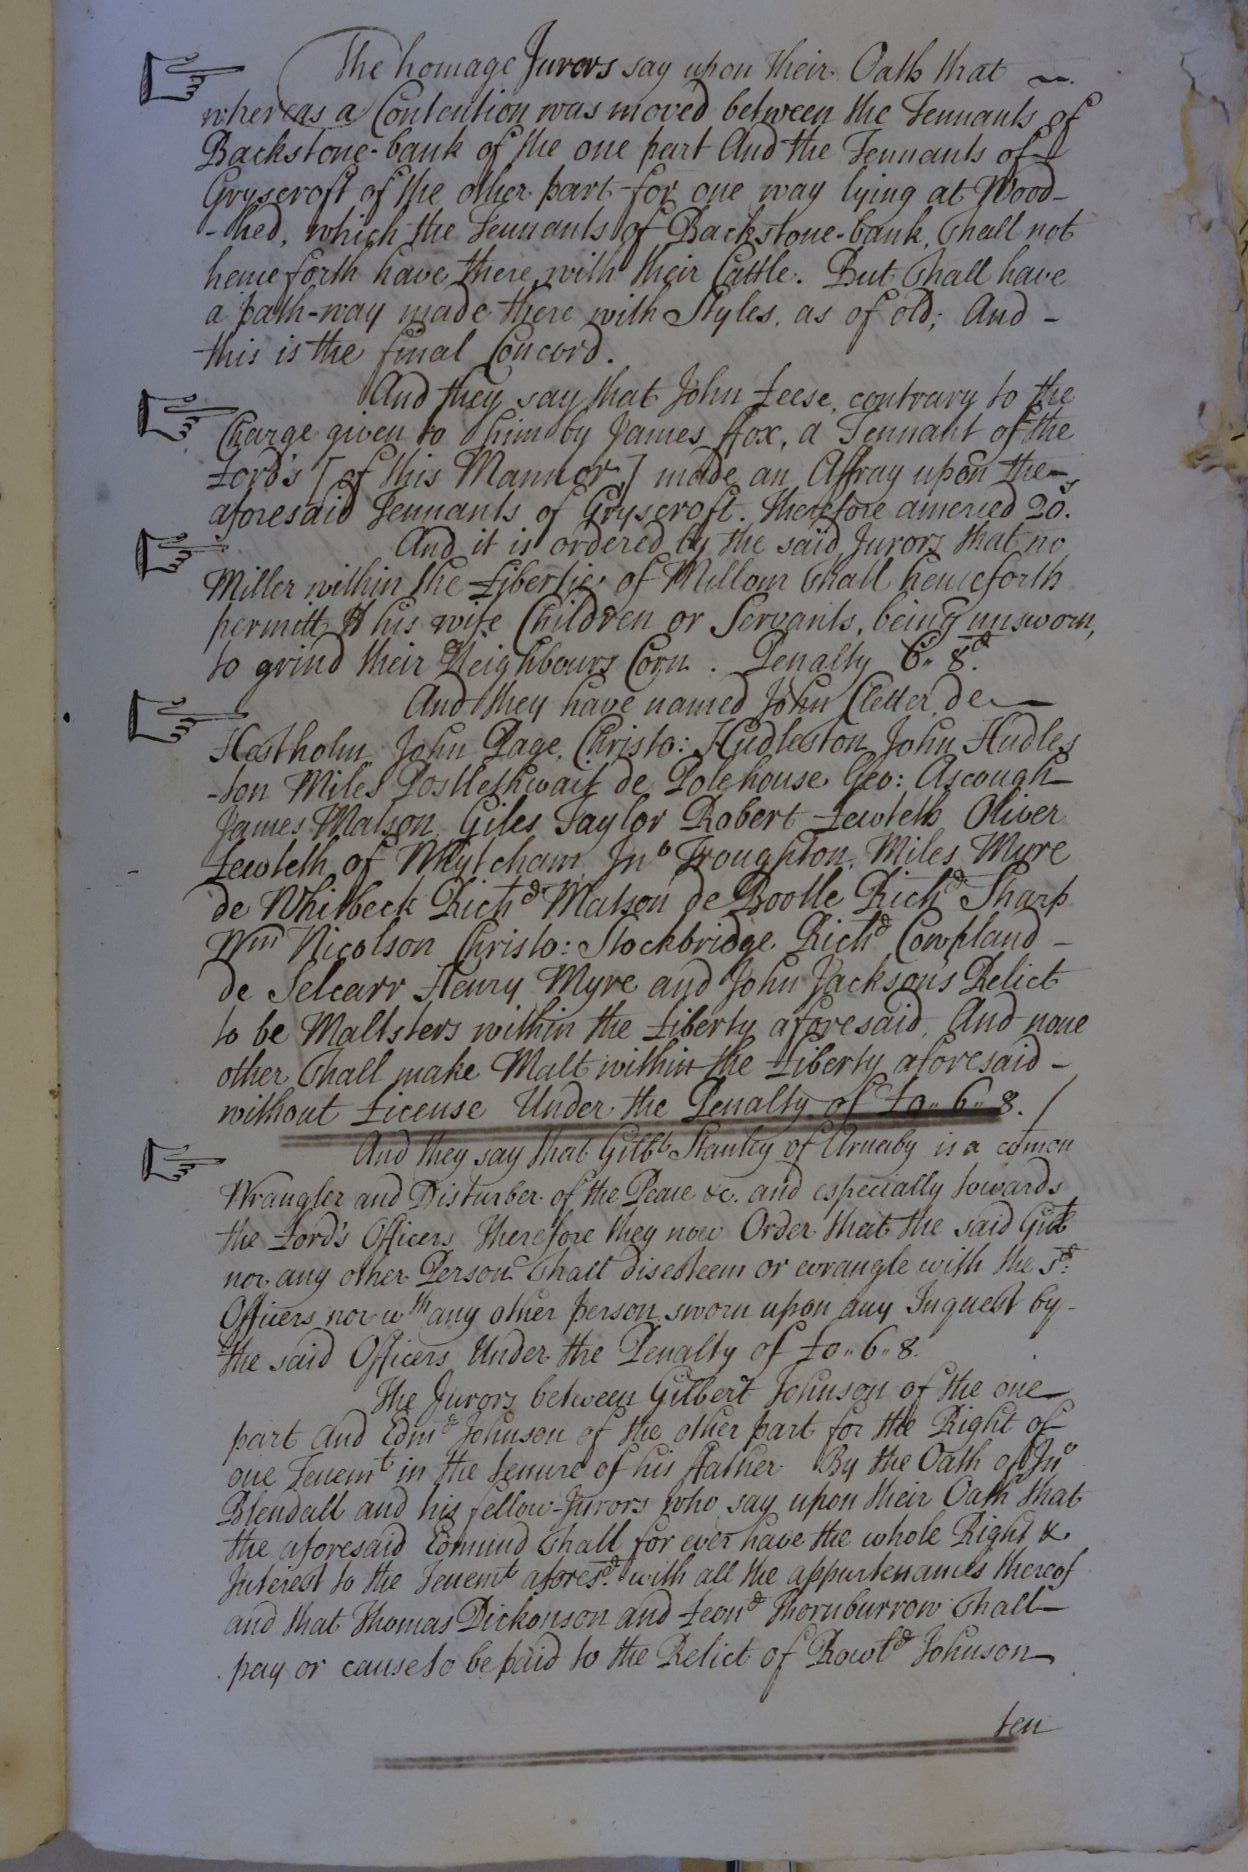 The homage Jurors say upon their Oath that
whereas a Contention was moved between the Tennants of
Backstone-bank of the one part And the Tennants of
Gryscroft of the other part for one way lying at Wood-
-hed, which the Tennants of Backstone-bank, shall not
henceforth have there with their Cattle. But shall have
a path-way made there with Styles, as of old; And -
this is the final Concord.
And they say that John Leese, contrary to the
Charge given to him by James ffox, a Tennant of the
Lord's [of this Mannor] made an Affray upon the
aforesaid Tennants of Gryscroft. Therefore amerced 20s.
And it is ordered by the said Jurors that no
Miller within the Liberties of Millom shall henceforth
permitt his wife Children or Servants, being unsworn,
to grind their Neighbours Corn. Penalty 6„ 8d.
And they have named John Cletter de
Hestholm John Page, Christo: Hudleston John Hudles
-ton Miles Postlethwait de Polehouse Geo: Ascough
James Matson, Giles Taylor Robert Lewteth Oliver
Lewteth of Whytcham Jno Troughton, Miles Myre
de Whitbeck Richd Matson de Bootle Richd Sharp
Wm Nicolson Christo: Stockbridge Richd Cowpland -
de Selcarr Henry Myre and John Jackson's Relict
to be Maltsters within the Liberty aforesaid, And none
other shall make Malt within the Liberty aforesaid -
without License Under the Penalty of £0„ 6„ 8. /
And they say that Gilbt Stanley of Arnaby is a comon
Wrangler and Disturber of the Peace &c. and especially towards
the Lord's Officers Therefore they now Order that the said Gilbt
nor any other Person shall disesteem or wrangle with the sd.
Officers nor wth any other person sworn upon any Inquest by -
the said Officers Under the Penalty of £0„ 6„ 8.
The Jurors between Gilbert Johnson of the one
part And Edmd Johnson of the other part for the Right of
one Tenemt in the tenure of his ffather By the Oath of Jno
Blendall and his fellow-Jurors who say upon their Oath that
the aforesaid Edmund shall for ever have the whole Right &
Interest to the Tenemt aforesd. with all the appurtenances thereof
and that Thomas Dickonson and Leond Thornburrow shall
pay or cause to be paid to the Relict of Rowld Johnson
ten